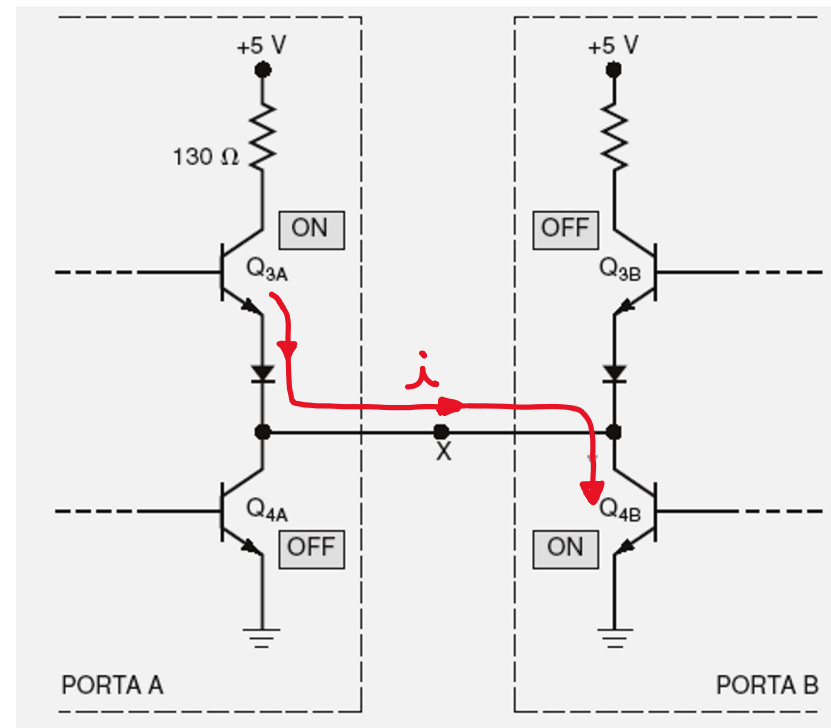 +5 V
+5 V
130 Ω
ON
OFF
Q3A
Q3B
i
X
Q4A
Q4B
OFF
ON
PORTA A
PORTA B